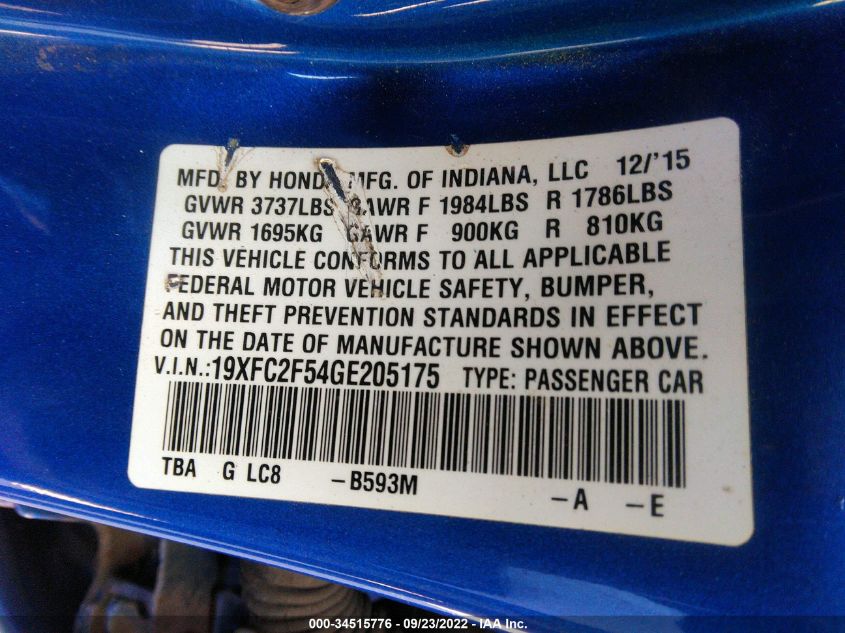 MFD. BY HONDA MFG. OF INDIANA, LLC 12/'15
GVWR 3737LBS GAWR F 1984LBS R 1786LBS
GVWR 1695KG GAWR F 900KG R 810KG
THIS VEHICLE CONFORMS TO ALL APPLICABLE
FEDERAL MOTOR VEHICLE SAFETY, BUMPER,
AND THEFT PREVENTION STANDARDS IN EFFECT
ON THE DATE OF MANUFACTURE SHOWN ABOVE.
V.I.N.:19XFC2F54GE205175 TYPE: PASSENGER CAR
TBA G LC8 -B593M -A -E
000-34515776 - 09/23/2022 - IAA Inc.